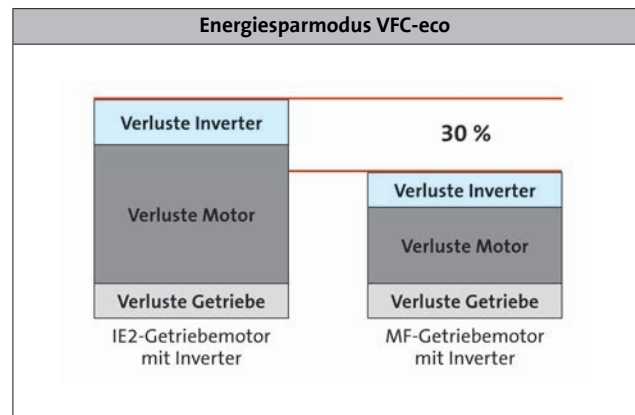 Energiesparmodus VFC-eco
Verluste Inverter
30 %
Verluste Inverter
Verluste Motor
Verluste Motor
Verluste Getriebe
Verluste Getriebe
IE2-Getriebemotor
mit Inverter
MF-Getriebemotor
mit Inverter